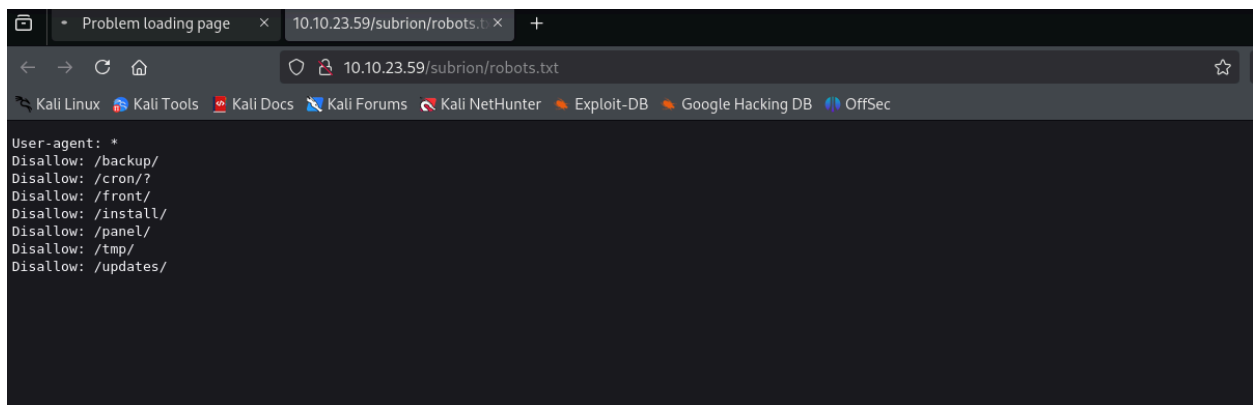 Problem loading page
10.10.23.59/subrion/robots.t
10.10.23.59/subrion/robots.txt
Kali Linux Kali Tools Kali Docs Kali Forums Kali NetHunter Exploit-DB Google Hacking DB OffSec
User-agent: *
Disallow: /backup/
Disallow: /cron/?
Disallow: /front/
Disallow: /install/
Disallow: /panel/
Disallow: /tmp/
Disallow: /updates/